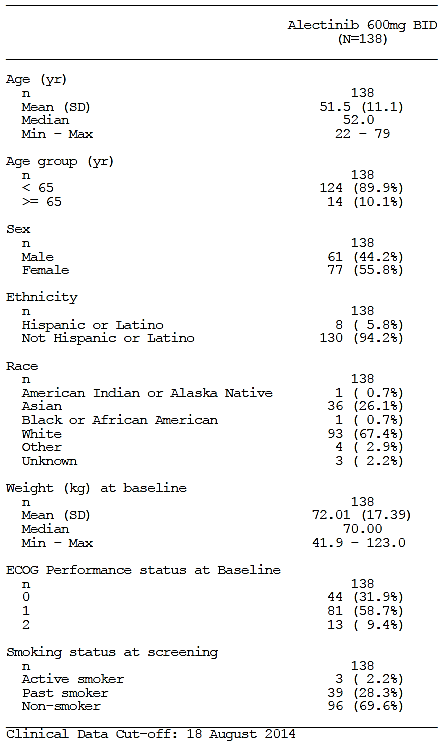 Alectinib 600mg BID
(N=138)
Age (yr)
n 138
Mean (SD) 51.5 (11.1)
Median 52.0
Min - Max 22 - 79
Age group (yr)
n 138
< 65 124 (89.9%)
>= 65 14 (10.1%)
Sex
n 138
Male 61 (44.2%)
Female 77 (55.8%)
Ethnicity
n 138
Hispanic or Latino 8 ( 5.8%)
Not Hispanic or Latino 130 (94.2%)
Race
n 138
American Indian or Alaska Native 1 ( 0.7%)
Asian 36 (26.1%)
Black or African American 1 ( 0.7%)
White 93 (67.4%)
Other 4 ( 2.9%)
Unknown 3 ( 2.2%)
Weight (kg) at baseline
n 138
Mean (SD) 72.01 (17.39)
Median 70.00
Min - Max 41.9 - 123.0
ECOG Performance status at Baseline
n 138
0 44 (31.9%)
1 81 (58.7%)
2 13 ( 9.4%)
Smoking status at screening
n 138
Active smoker 3 ( 2.2%)
Past smoker 39 (28.3%)
Non-smoker 96 (69.6%)
Clinical Data Cut-off: 18 August 2014